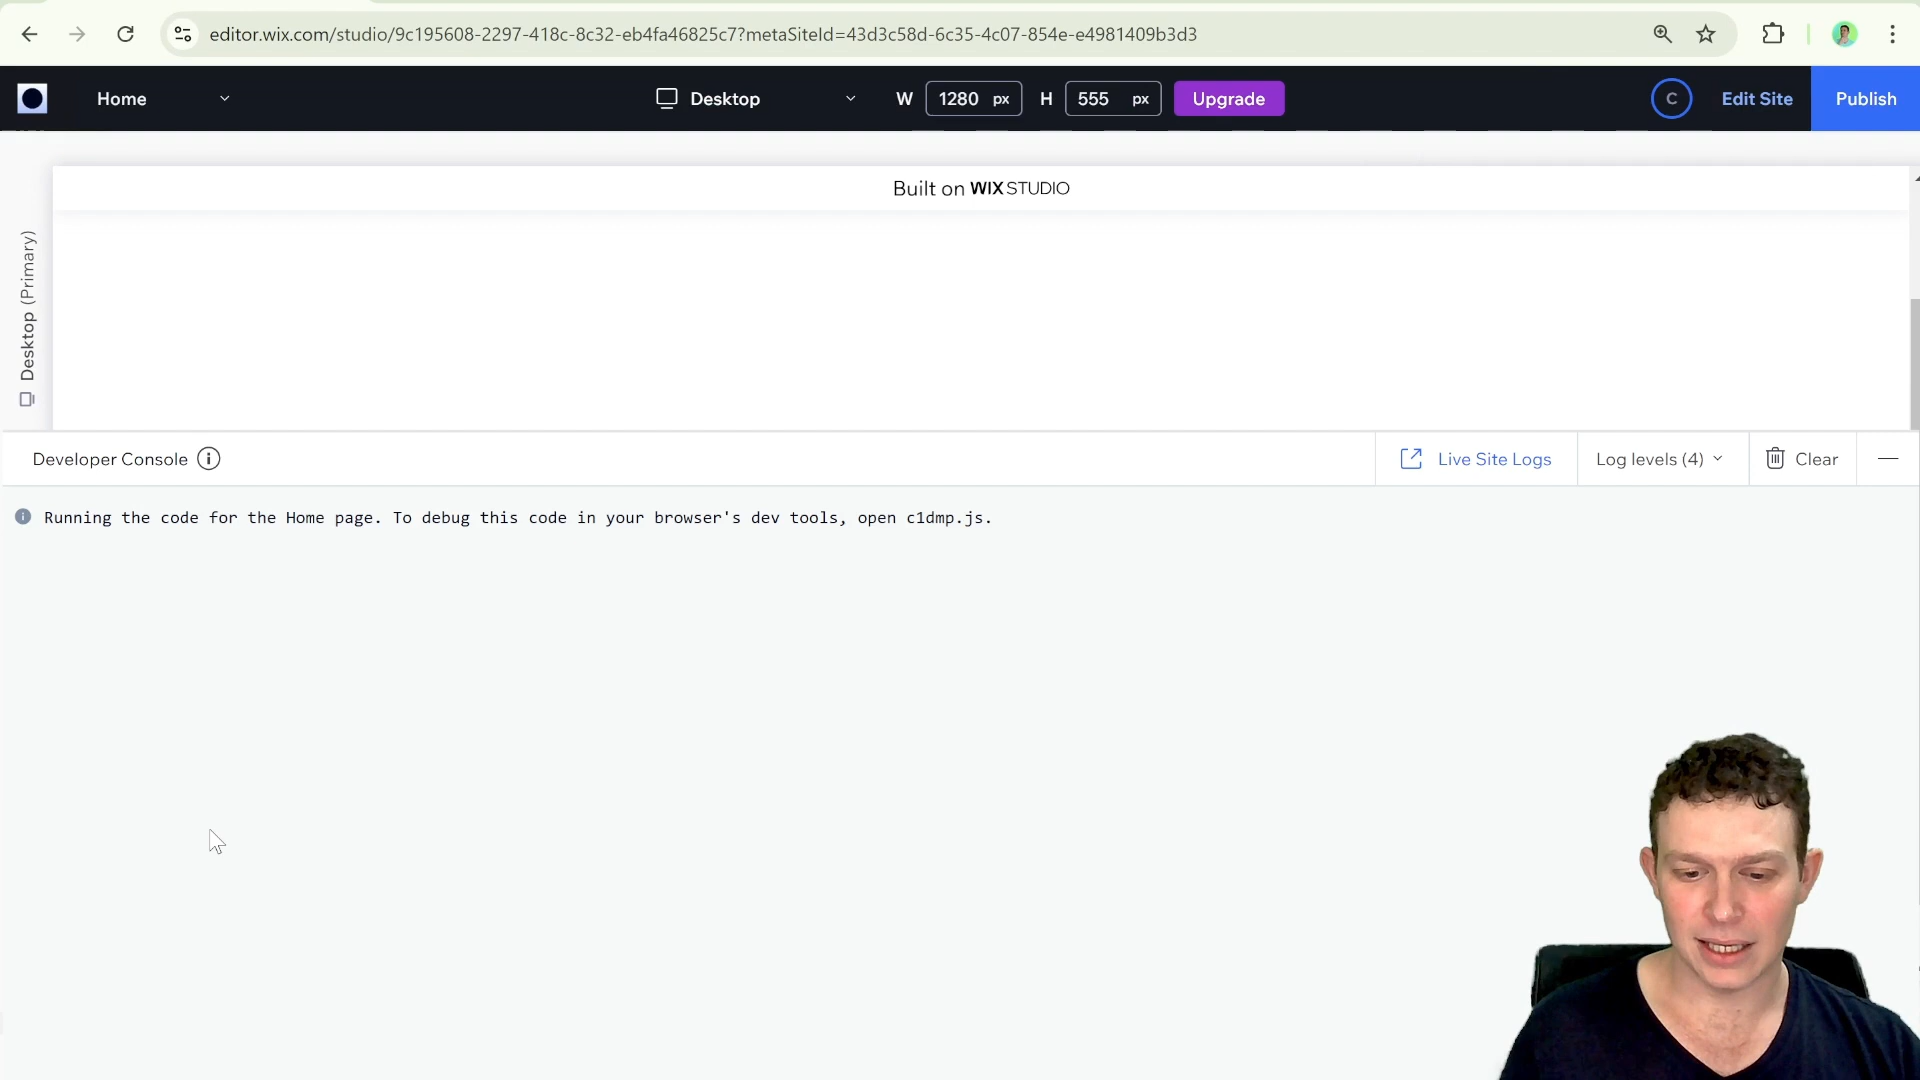 editor.wix.com/studio/9c195608-2297-418c-8c32-eb4fa46825c7?metaSiteId=43d3c58d-6c35-4c07-854e-e4981409b3d3
Home
Desktop
W 1280 px H 555 px
Upgrade
C
Edit Site
Publish
Built on WIX STUDIO
Desktop (Primary)
Developer Console
Live Site Logs
Log levels (4)
Clear
Running the code for the Home page. To debug this code in your browser's dev tools, open c1dmp.js.